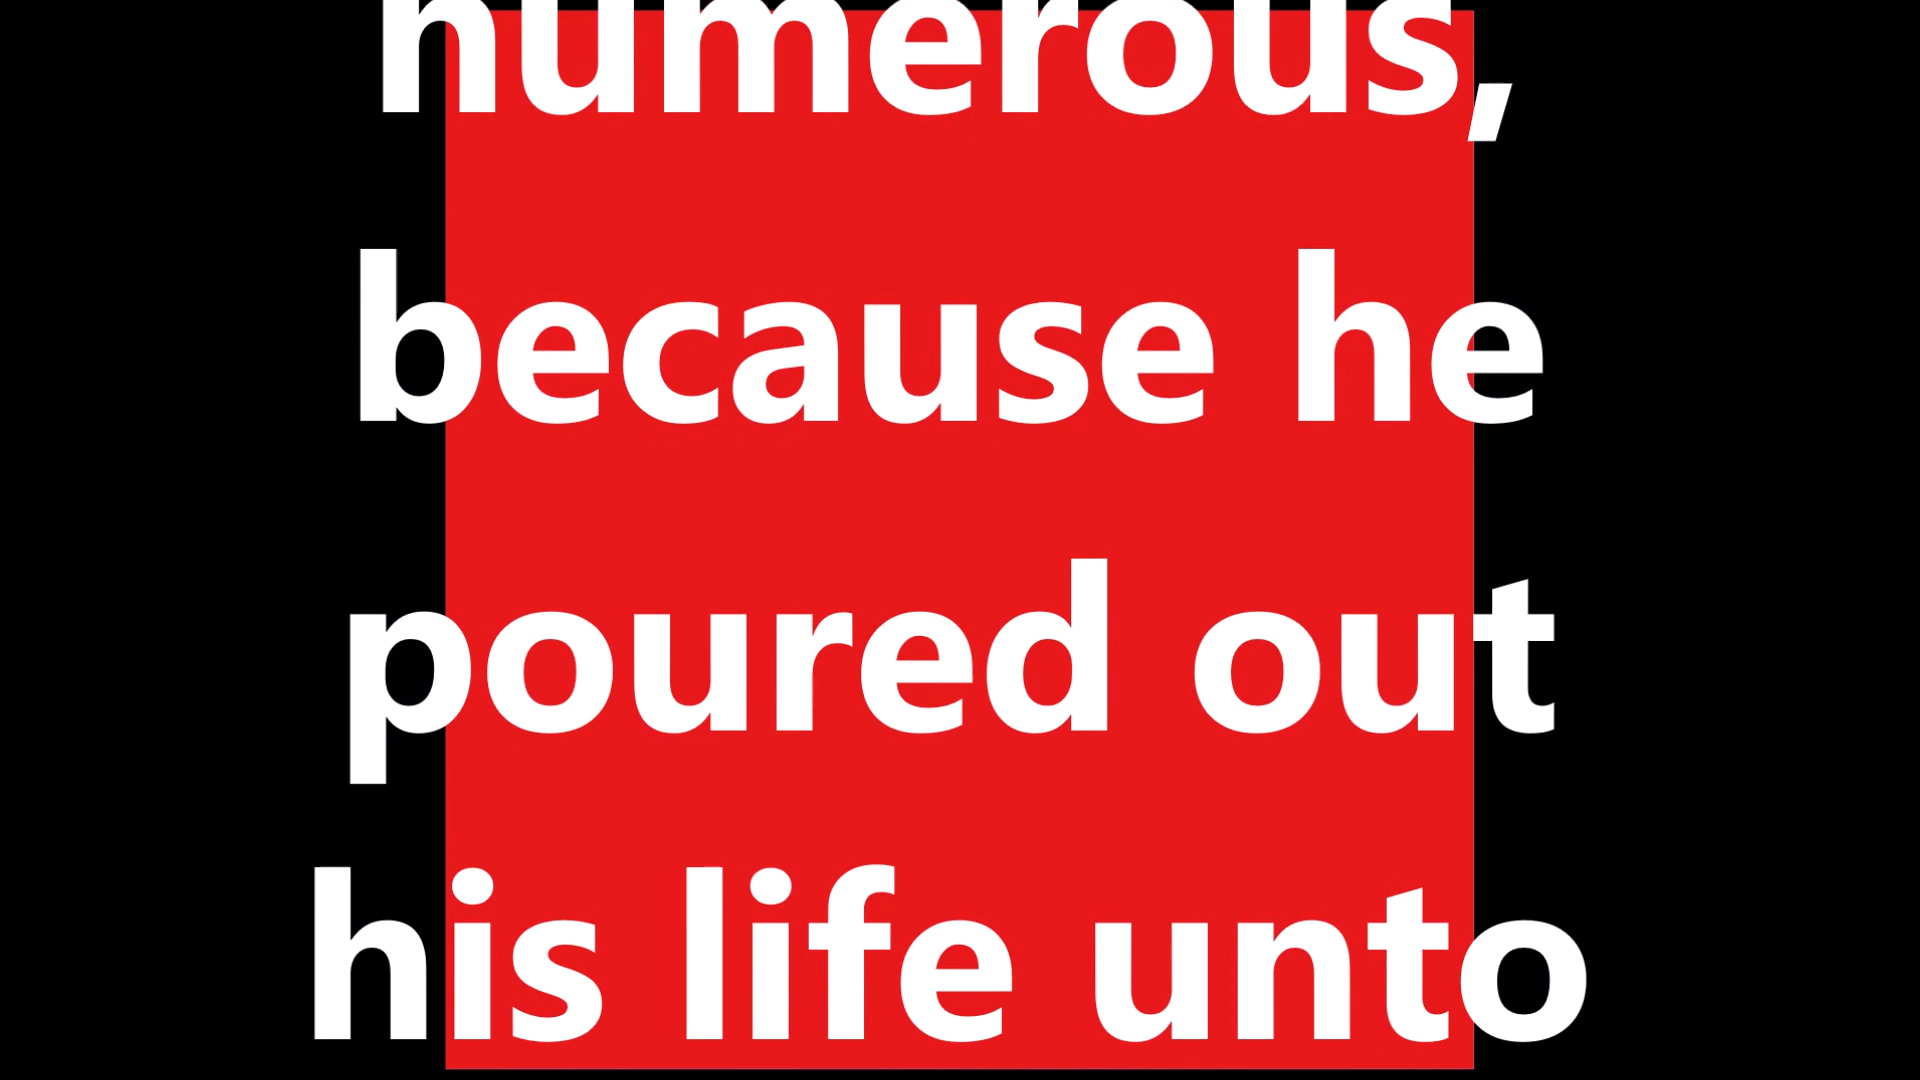 numerous,
because he
poured out
his life unto